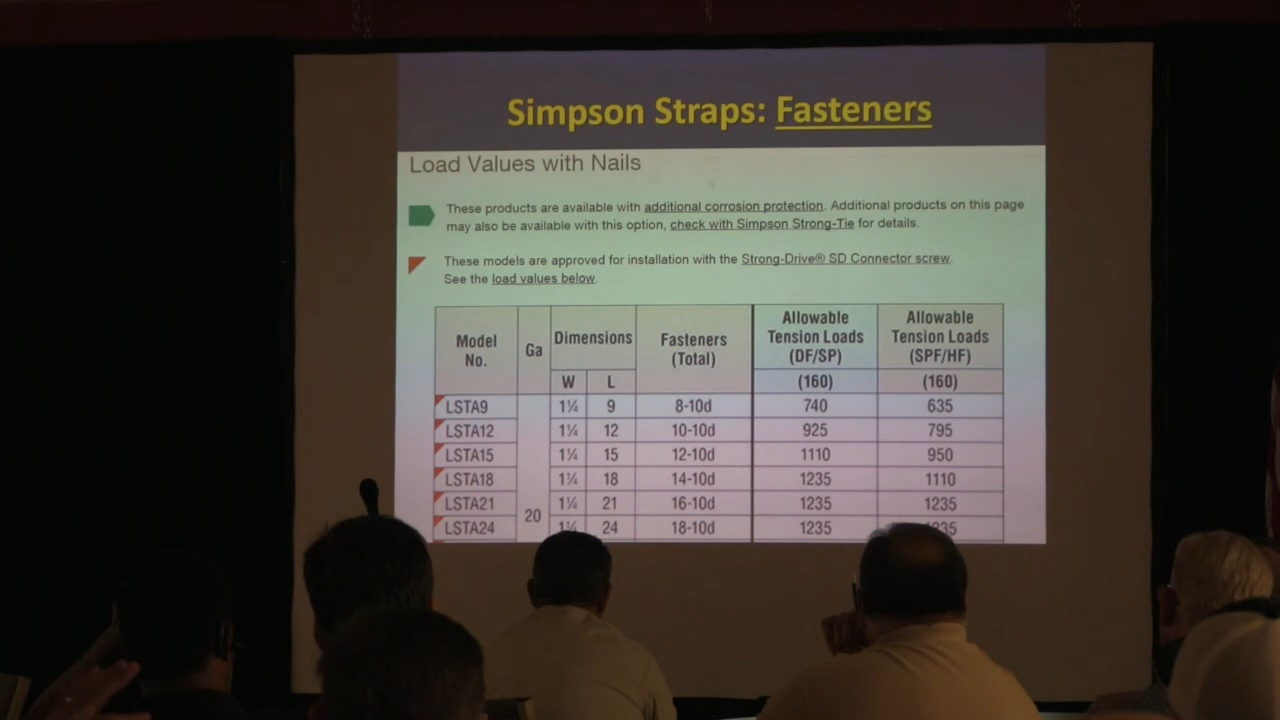 Simpson Straps: Fasteners
Load Values with Nails
These products are available with additional corrosion protection. Additional products on this page
may also be available with this option, check with Simpson Strong-Tie for details.
These models are approved for installation with the Strong-Drive® SD Connector screw.
See the load values below.
Model No. Ga Dimensions Fasteners (Total) Allowable Tension Loads (DF/SP) Allowable Tension Loads (SPF/HF)
W L (160) (160)
LSTA9 1¼ 9 8-10d 740 635
LSTA12 1¼ 12 10-10d 925 795
LSTA15 1¼ 15 12-10d 1110 950
LSTA18 1¼ 18 14-10d 1235 1110
LSTA21 1¼ 21 16-10d 1235 1235
20
LSTA24 24 18-10d 1235